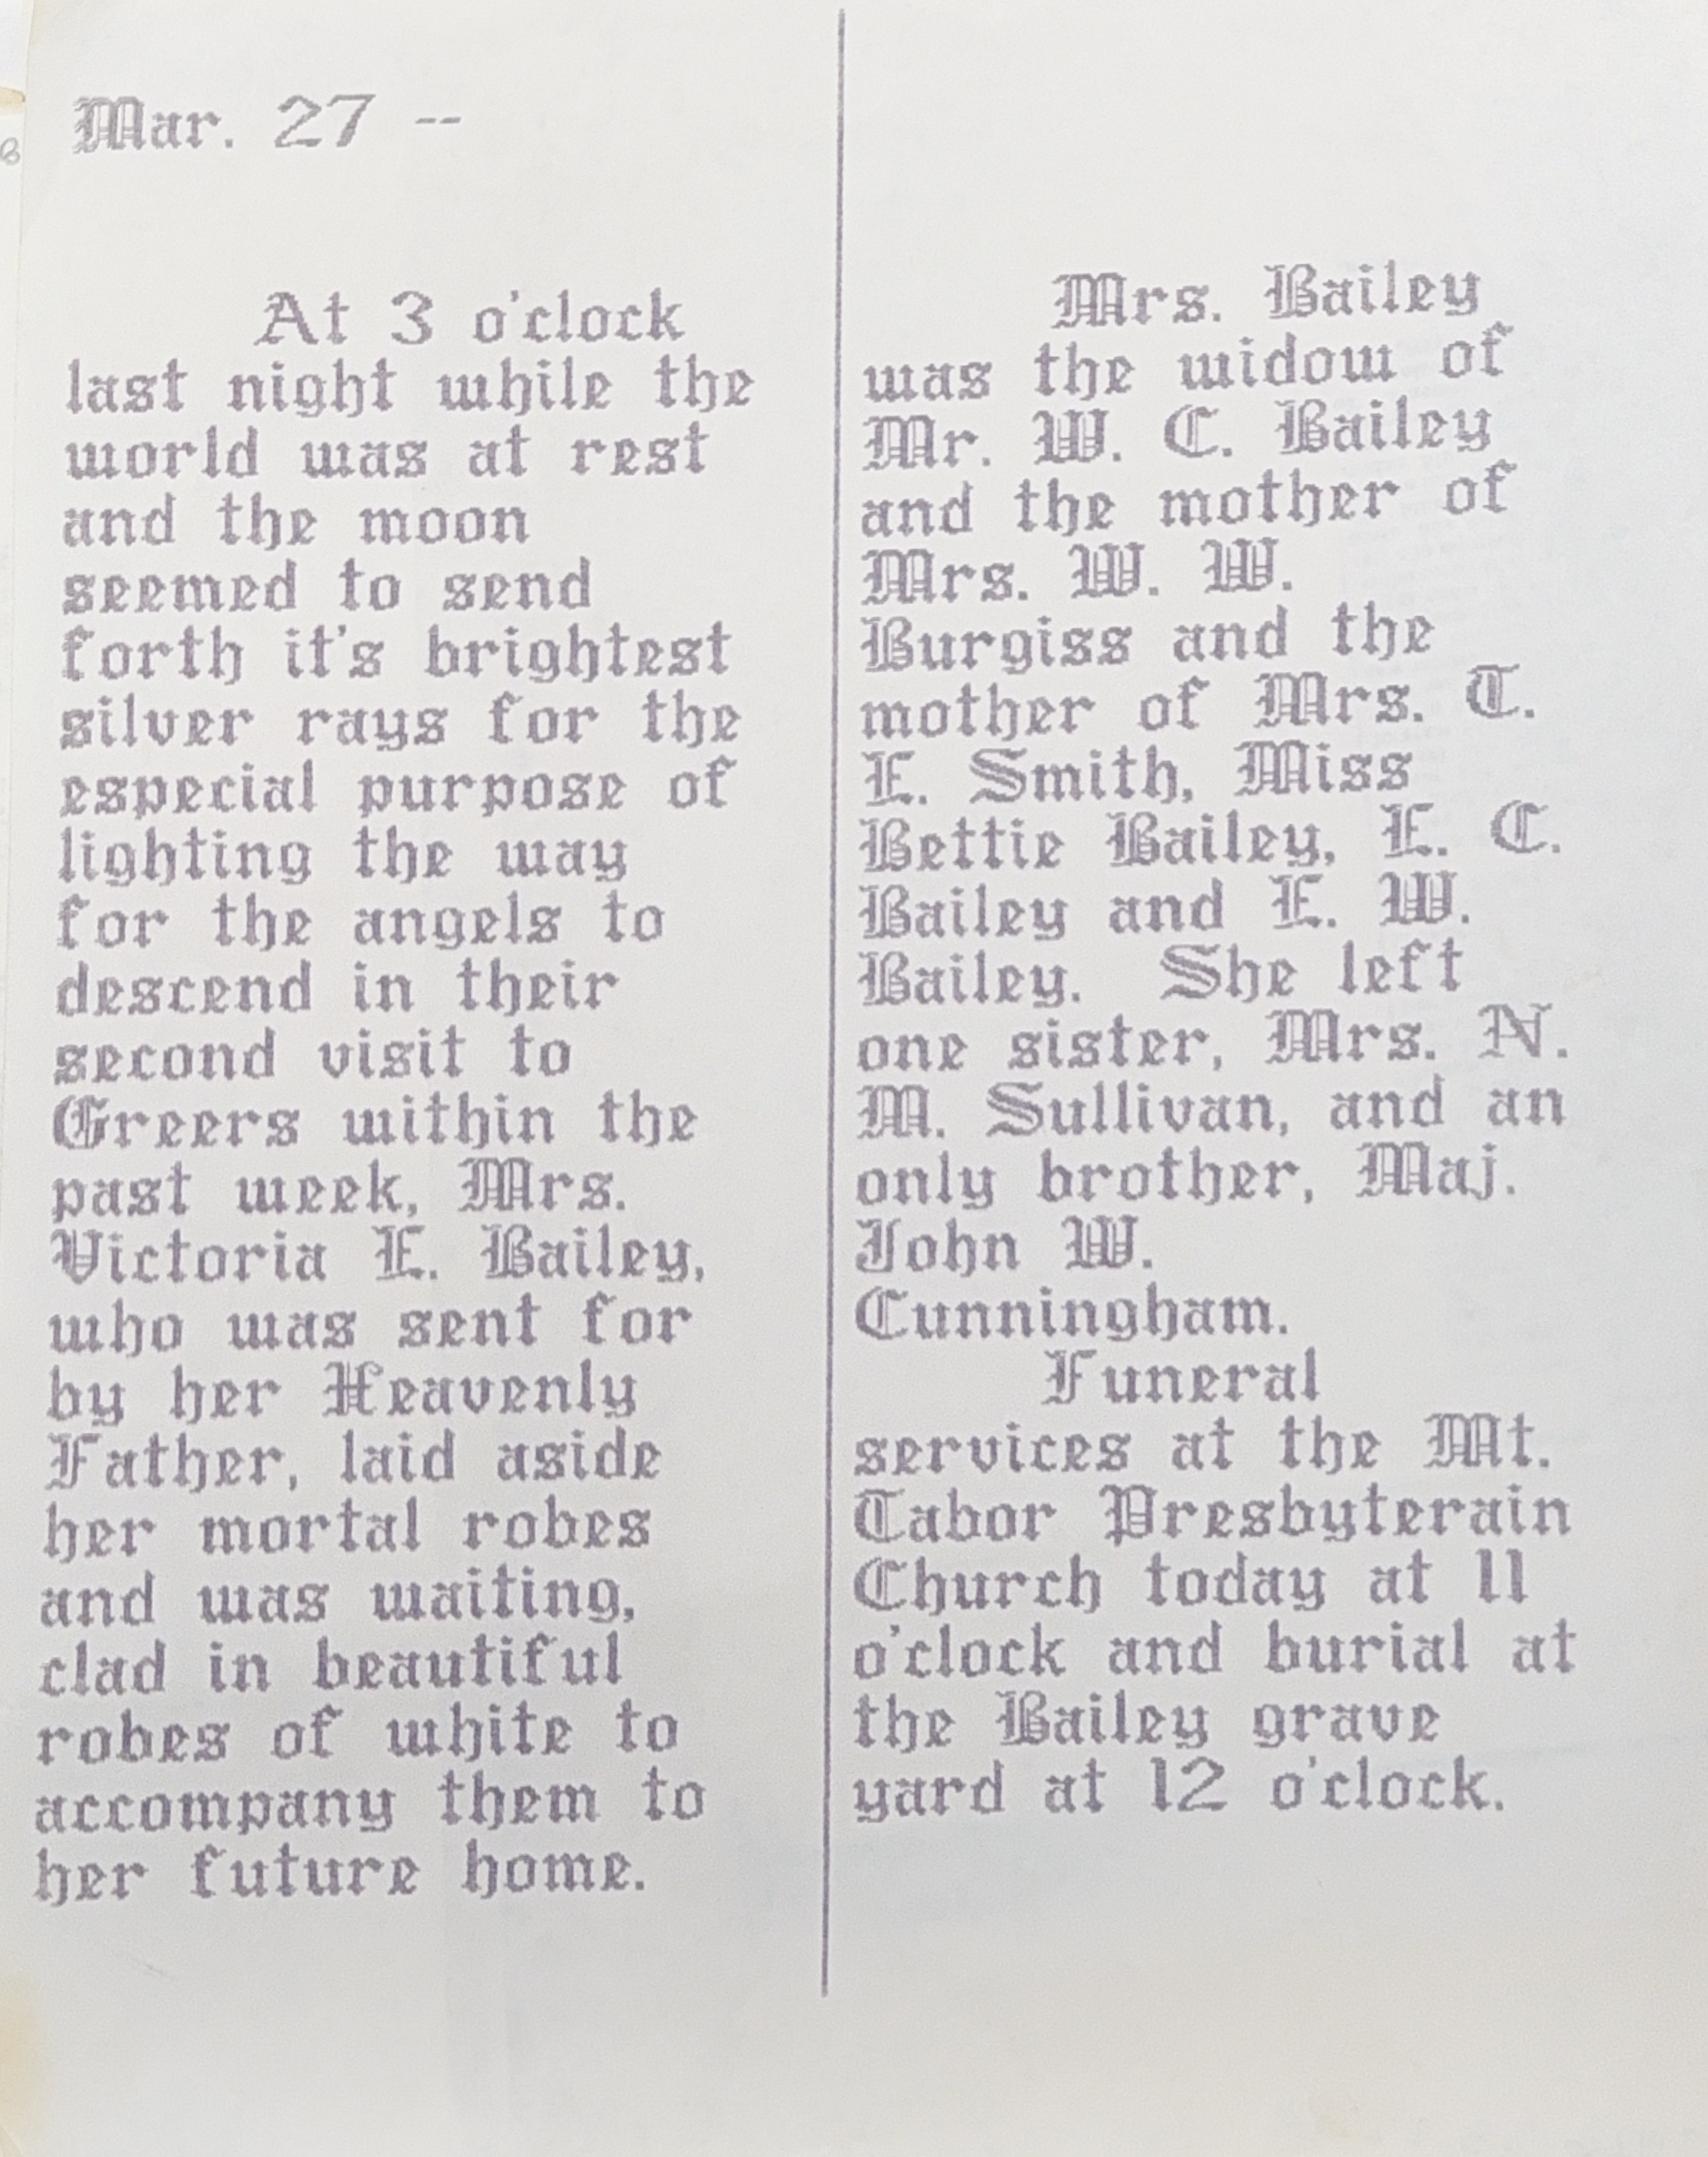 Mar. 27 --
At 3 o'clock
last night while the
world was at rest
and the moon
seemed to send
forth it's brightest
silver rays for the
especial purpose of
lighting the way
for the angels to
descend in their
second visit to
Greers within the
past week, Mrs.
Victoria E. Bailey,
who was sent for
by her Heavenly
Father, laid aside
her mortal robes
and was waiting,
clad in beautiful
robes of white to
accompany them to
her future home.
Mrs. Bailey
was the widow of
Mr. W. C. Bailey
and the mother of
Mrs. W. W.
Burgiss and the
mother of Mrs. T.
E. Smith, Miss
Bettie Bailey, E. C.
Bailey and E. W.
Bailey. She left
one sister, Mrs. N.
M. Sullivan, and an
only brother, Maj.
John W.
Cunningham.
Funeral
services at the Mt.
Tabor Presbyterain
Church today at 11
o'clock and burial at
the Bailey grave
yard at 12 o'clock.